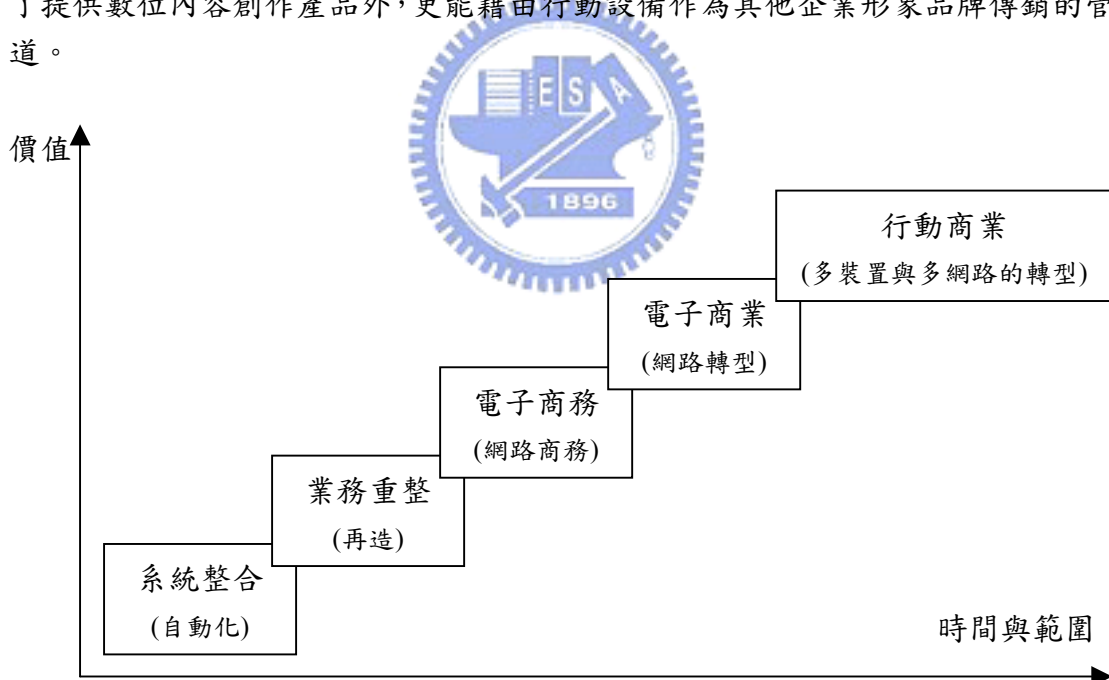 了提供數位內容創作產品外,更能藉由行動設備作為其他企業形象品牌傳銷的管
道。
ESA
1896
價值
行動商業
(多裝置與多網路的轉型)
電子商業
(網路轉型)
電子商務
(網路商務)
業務重整
(再造)
系統整合
(自動化)
時間與範圍